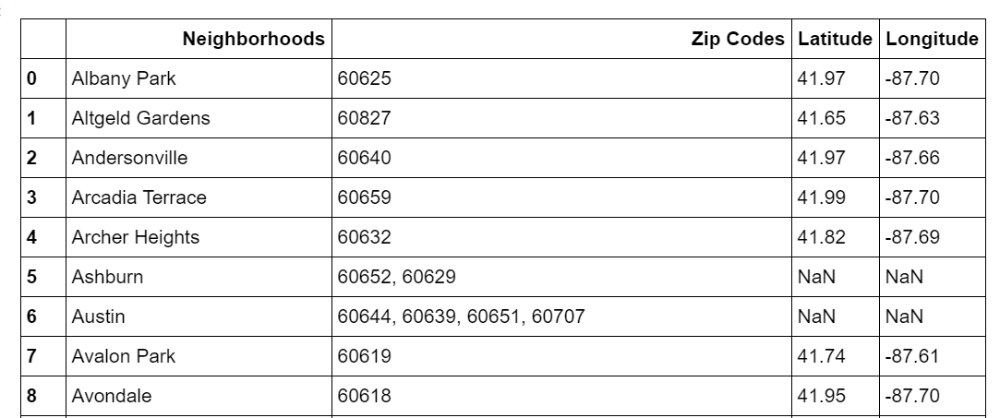 Neighborhoods Zip Codes Latitude Longitude
0 Albany Park 60625 41.97 -87.70
1 Altgeld Gardens 60827 41.65 -87.63
2 Andersonville 60640 41.97 -87.66
3 Arcadia Terrace 60659 41.99 -87.70
4 Archer Heights 60632 41.82 -87.69
5 Ashburn 60652, 60629 NaN NaN
6 Austin 60644, 60639, 60651, 60707 NaN NaN
7 Avalon Park 60619 41.74 -87.61
8 Avondale 60618 41.95 -87.70